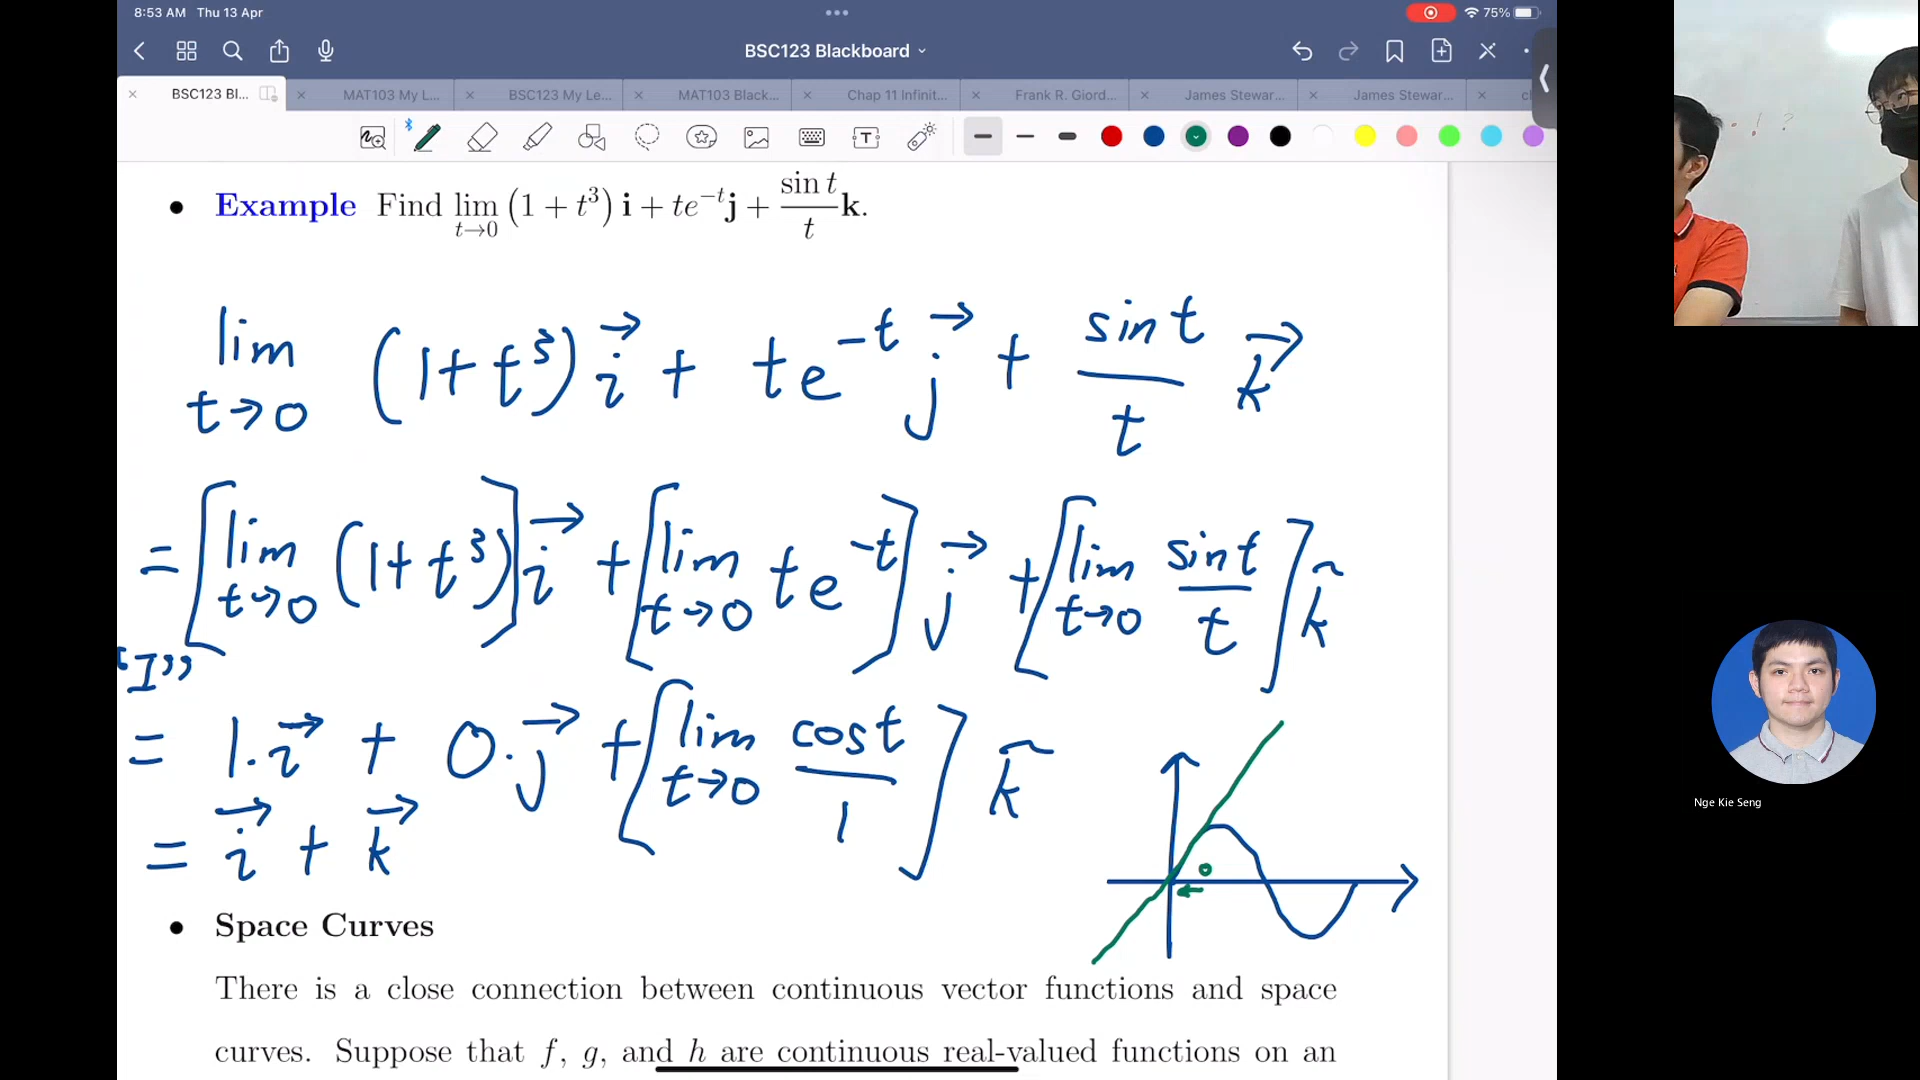 8:53 AM Thu 13 Apr
75%
BSC123 Blackboard
BSC123 Bl...
MAT103 My L...
BSC123 My Le...
MAT103 Black...
Chap 11 Infinit...
Frank R. Giord...
James Stewar...
James Stewar...
• Example Find lim_{t→0} (1 + t³) i + te^{−t} j + (sin t)/t k.
lim_{t→0} (1 + t³) i⃗ + te^{−t} j⃗ + (sin t)/t k⃗
= [lim_{t→0} (1 + t³)] i⃗ + [lim_{t→0} te^{−t}] j⃗ + [lim_{t→0} (sin t)/t] k̃
"I"
= 1·i⃗ + 0·j⃗ + [lim_{t→0} (cos t)/1] k̃
= i⃗ + k⃗
• Space Curves
There is a close connection between continuous vector functions and space
curves. Suppose that f, g, and h are continuous real-valued functions on an
Nge Kie Seng